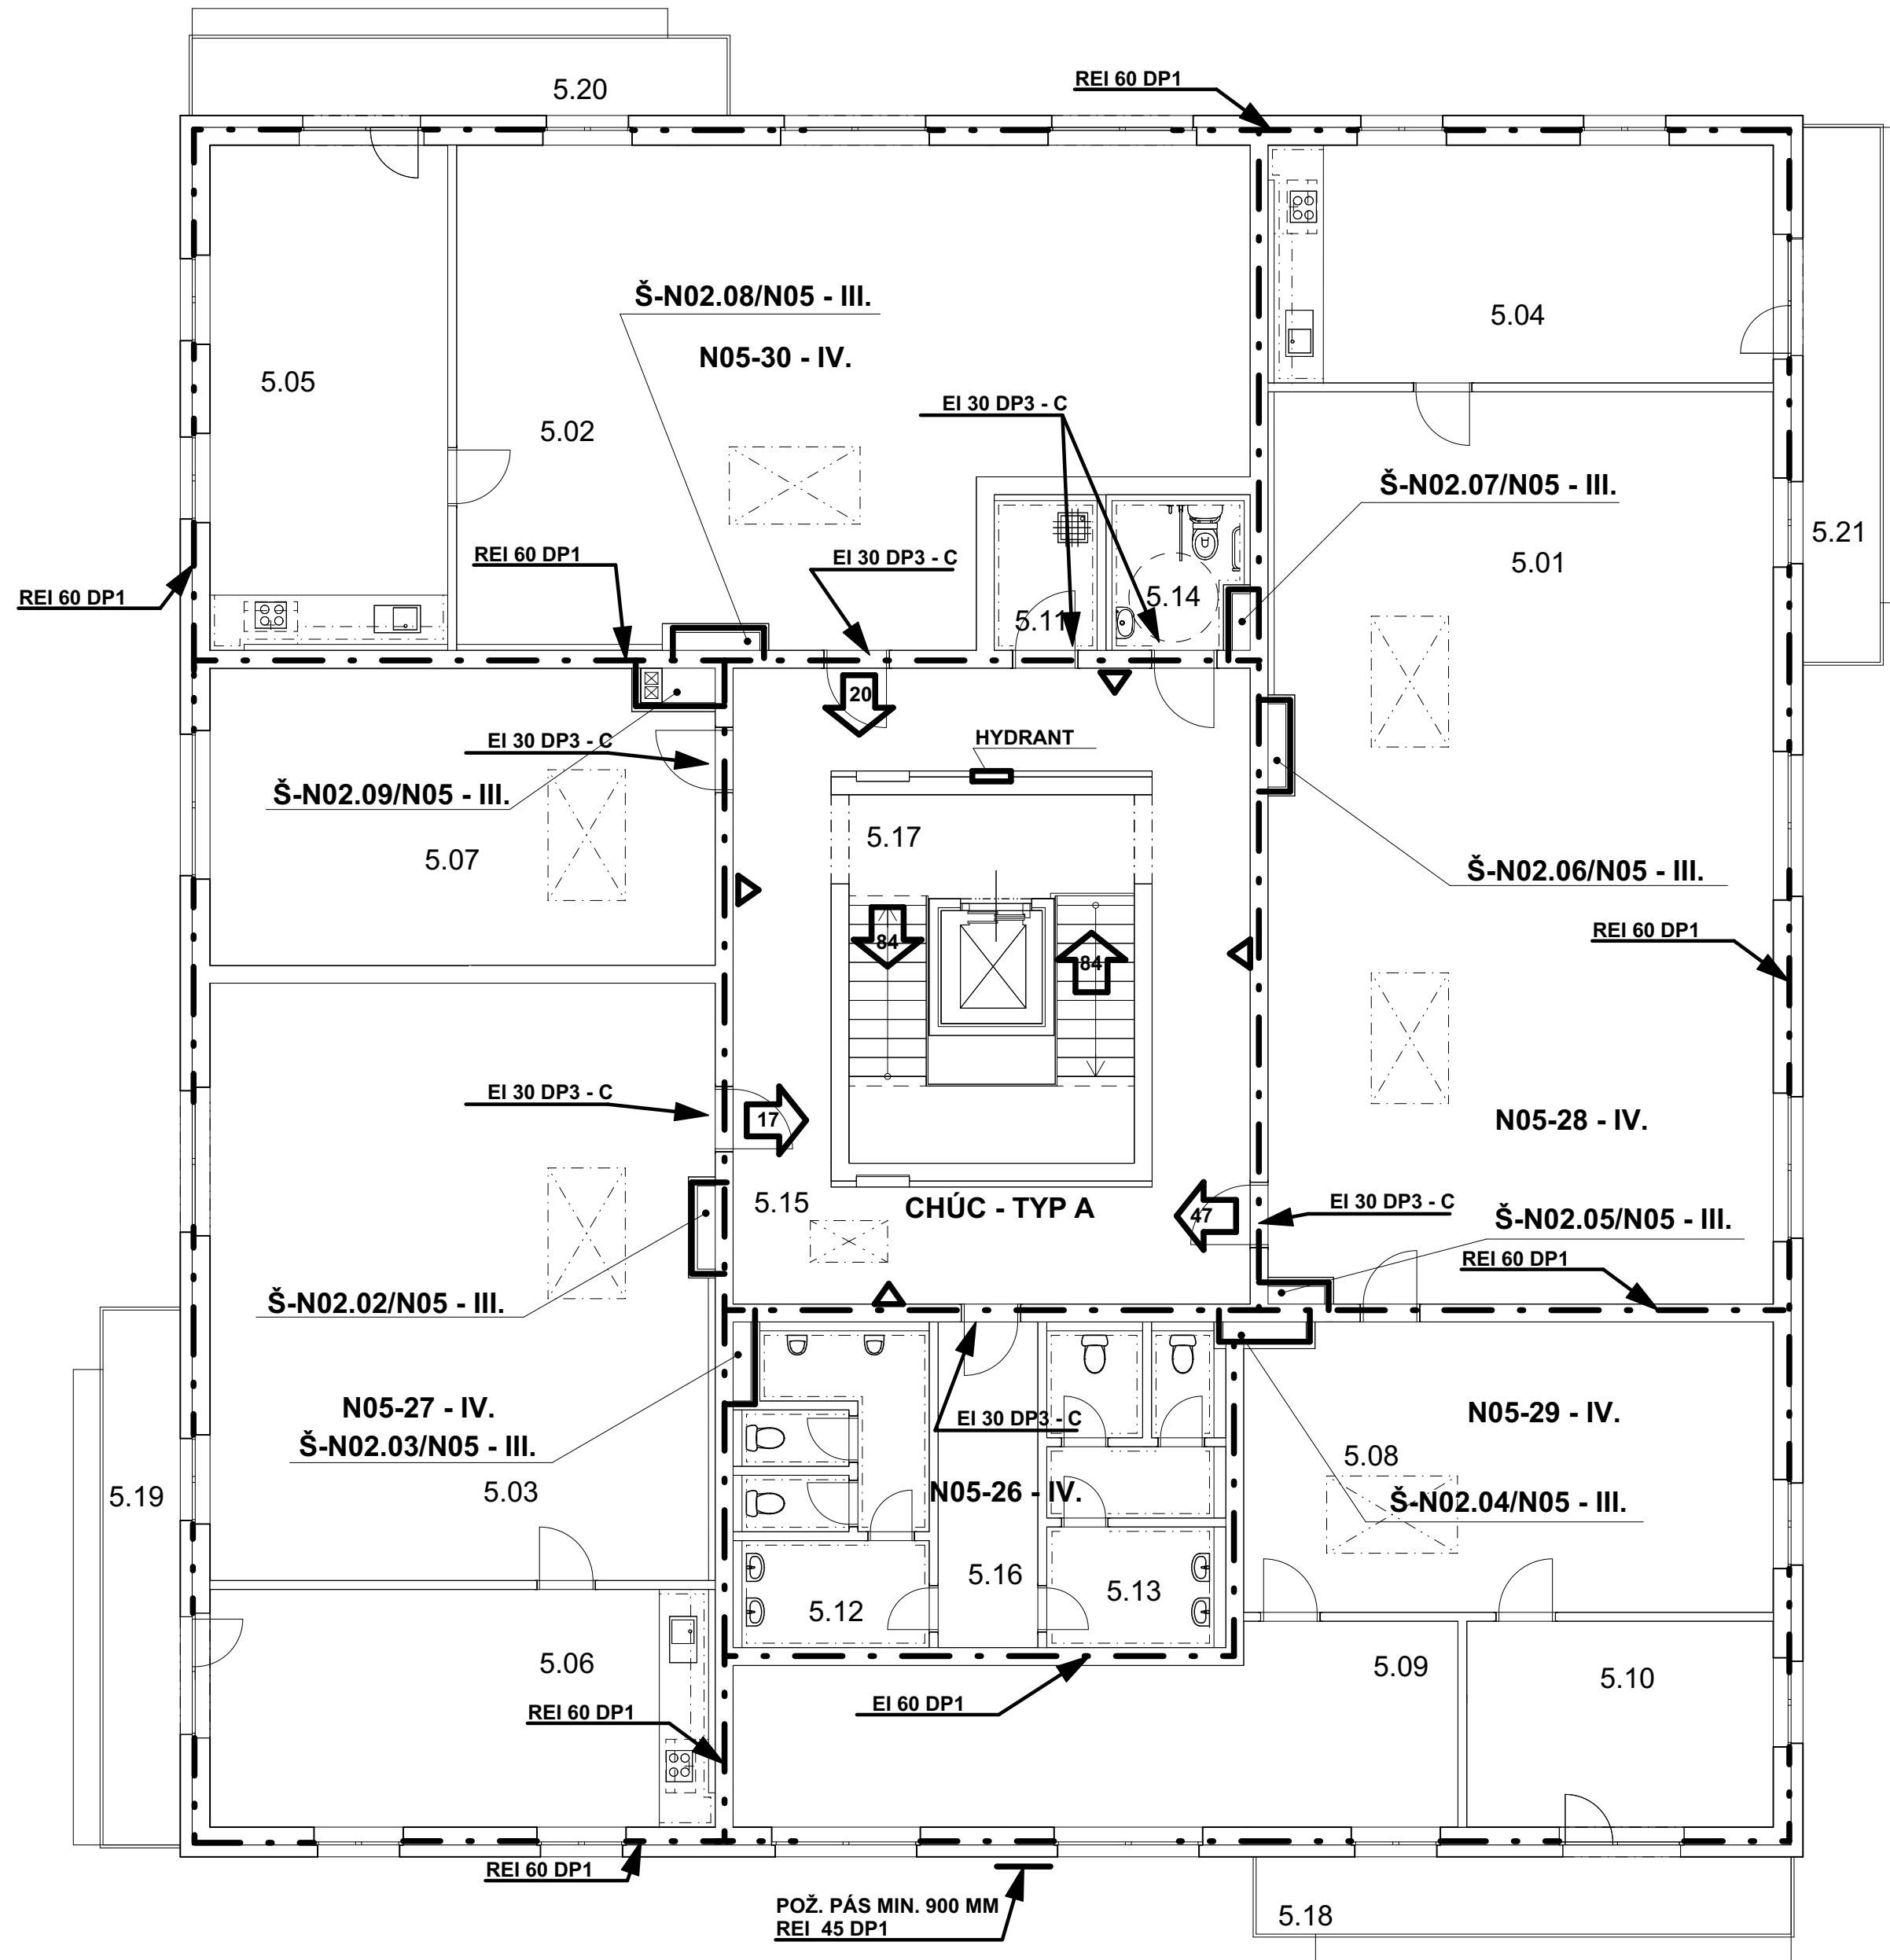 5.20
REI 60 DP1
Š-N02.08/N05 - III.
5.04
N05-30 - IV.
5.05
EI 30 DP3 - C
5.02
Š-N02.07/N05 - III.
5.21
REI 60 DP1
EI 30 DP3 - C
5.01
REI 60 DP1
5.14
5.11
20
EI 30 DP3 - C
HYDRANT
Š-N02.09/N05 - III.
5.17
5.07
Š-N02.06/N05 - III.
REI 60 DP1
84
84
EI 30 DP3 - C
17
N05-28 - IV.
5.15
CHÚC - TYP A
47
EI 30 DP3 - C
Š-N02.05/N05 - III.
REI 60 DP1
Š-N02.02/N05 - III.
N05-27 - IV.
Š-N02.03/N05 - III.
EI 30 DP3 - C
N05-29 - IV.
5.08
5.19
5.03
N05-26 - IV.
Š-N02.04/N05 - III.
5.16
5.13
5.12
5.06
5.09
5.10
REI 60 DP1
EI 60 DP1
REI 60 DP1
POŽ. PÁS MIN. 900 MM
REI 45 DP1
5.18